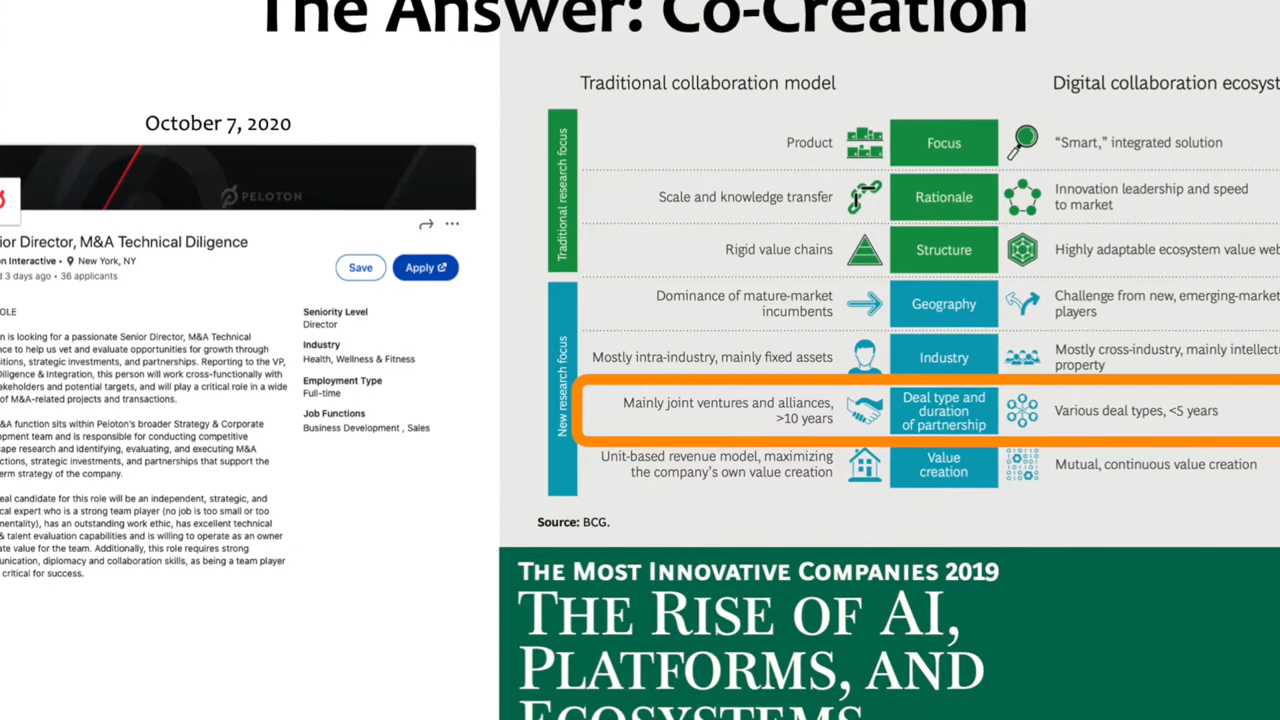 The Answer: Co-Creation
October 7, 2020
PELOTON
ior Director, M&A Technical Diligence
en Interactive • New York, NY
d 3 days ago • 36 applicants
Save
Apply
OLE
n is looking for a passionate Senior Director, M&A Technical
nce to help us vet and evaluate opportunities for growth through
itions, strategic investments, and partnerships. Reporting to the VP,
Diligence & Integration, this person will work cross-functionally with
akeholders and potential targets, and will play a critical role in a wide
of M&A-related projects and transactions.
&A function sits within Peloton's broader Strategy & Corporate
opment team and is responsible for conducting competitive
cape research and identifying, evaluating, and executing M&A
ctions, strategic investments, and partnerships that support the
erm strategy of the company.
eal candidate for this role will be an independent, strategic, and
cal expert who is a strong team player (no job is too small or too
mentality), has an outstanding work ethic, has excellent technical
& talent evaluation capabilities and is willing to operate as an owner
ate value for the team. Additionally, this role requires strong
unication, diplomacy and collaboration skills, as being a team player
critical for success.
Seniority Level
Director
Industry
Health, Wellness & Fitness
Employment Type
Full-time
Job Functions
Business Development , Sales
Traditional collaboration model
Digital collaboration ecosyst
Traditional research focus
Product
Focus
“Smart,” integrated solution
Scale and knowledge transfer
Rationale
Innovation leadership and speed
to market
Rigid value chains
Structure
Highly adaptable ecosystem value web
New research focus
Dominance of mature-market
incumbents
Geography
Challenge from new, emerging-market
players
Mostly intra-industry, mainly fixed assets
Industry
Mostly cross-industry, mainly intellectu
property
Mainly joint ventures and alliances,
>10 years
Deal type and
duration
of partnership
Various deal types, <5 years
Unit-based revenue model, maximizing
the company's own value creation
Value
creation
Mutual, continuous value creation
Source: BCG.
THE MOST INNOVATIVE COMPANIES 2019
THE RISE OF AI,
PLATFORMS, AND
ECOSYSTEMS